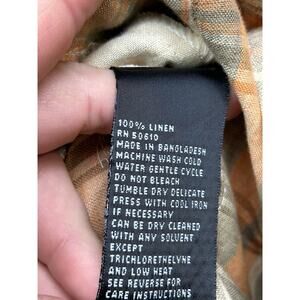 100% LINEN
RN 50610
MADE IN BANGLADESH
MACHINE WASH COLD
WATER GENTLE CYCLE
DO NOT BLEACH
TUMBLE DRY DELICATE
PRESS WITH COOL IRON
IF NECESSARY
CAN BE DRY CLEANED
WITH ANY SOLVENT
EXCEPT
TRICHLORETHELYNE
AND LOW HEAT
SEE REVERSE FOR
CARE INSTRUCTIONS